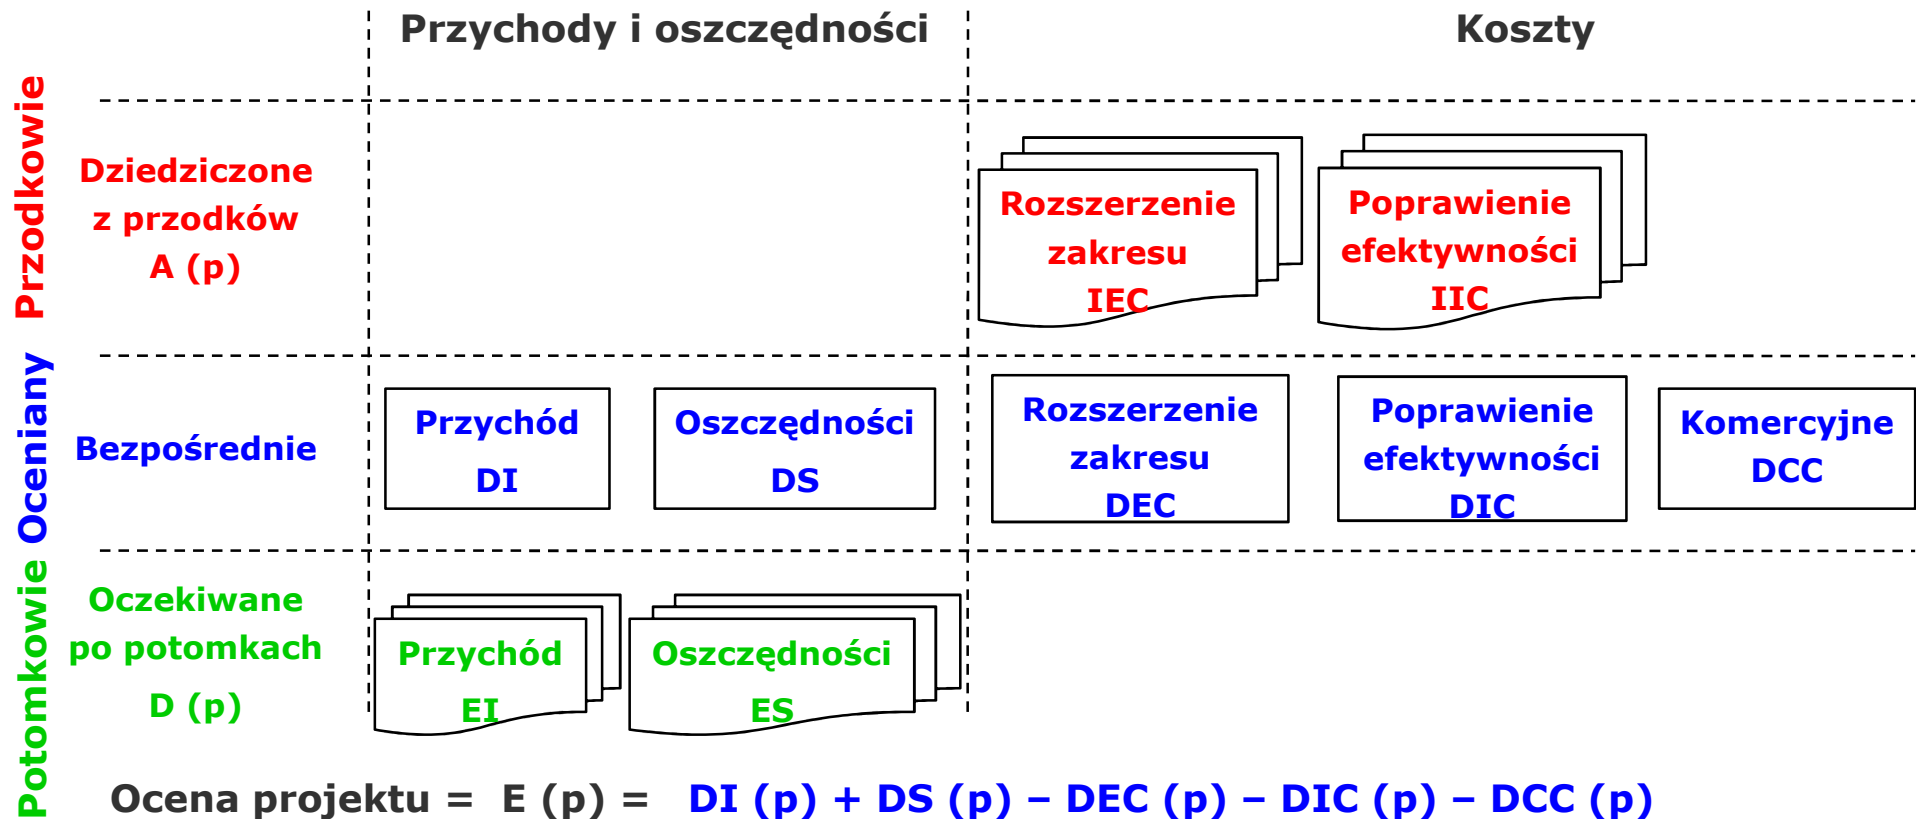 Przychody i oszczędności
Koszty
Przodkowie
Dziedziczone
z przodków
A (p)
Rozszerzenie
zakresu
IEC
Poprawienie
efektywności
IIC
Oceniany
Bezpośrednie
Przychód
DI
Oszczędności
DS
Rozszerzenie
zakresu
DEC
Poprawienie
efektywności
DIC
Komercyjne
DCC
Potomkowie
Oczekiwane
po potomkach
D (p)
Przychód
EI
Oszczędności
ES
Ocena projektu = E (p) = DI (p) + DS (p) – DEC (p) – DIC (p) – DCC (p)